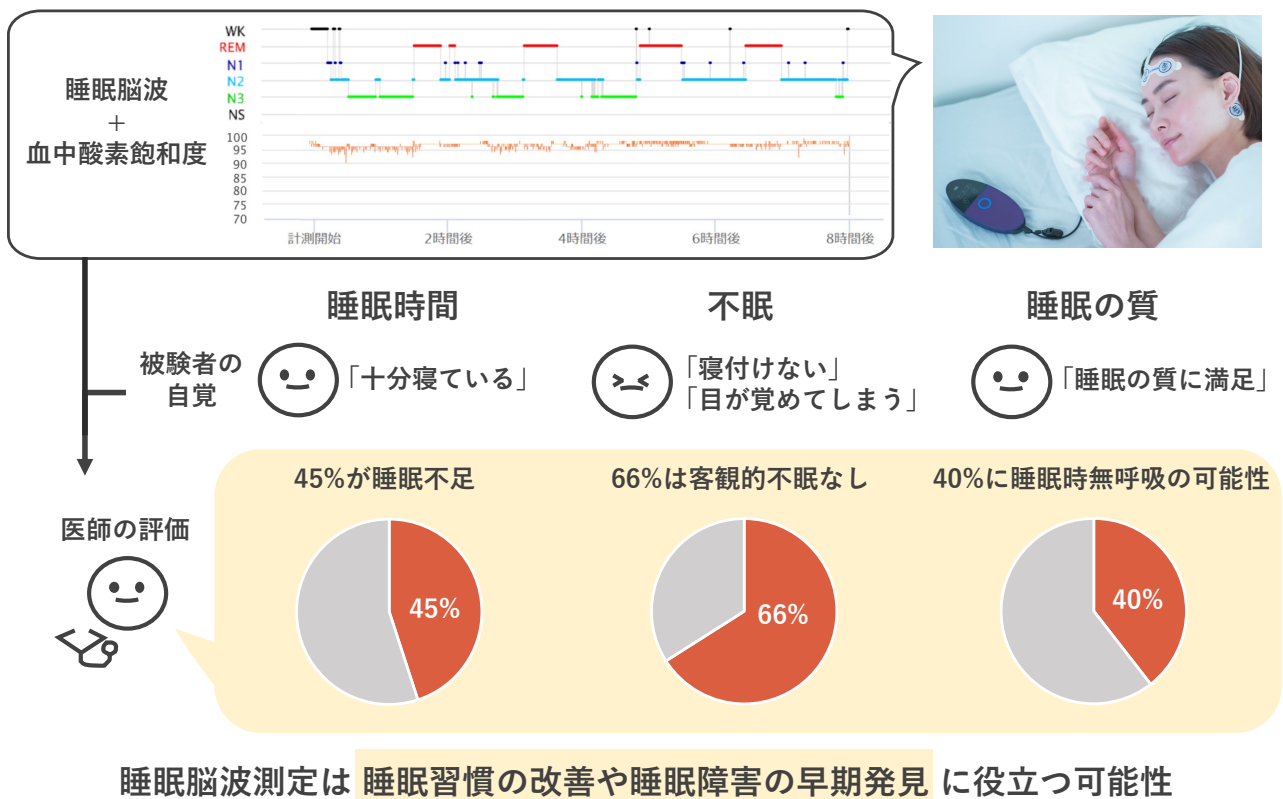 睡眠脳波
+
血中酸素飽和度
WK
REM
N1
N2
N3
NS
100
95
90
85
80
75
70
計測開始
2時間後
4時間後
6時間後
8時間後
睡眠時間
不眠
睡眠の質
被験者の
自覚
「十分寝ている」
「寝付けない」
「目が覚めてしまう」
「睡眠の質に満足」
医師の評価
45%が睡眠不足
66%は客観的不眠なし
40%に睡眠時無呼吸の可能性
45%
66%
40%
睡眠脳波測定は 睡眠習慣の改善や睡眠障害の早期発見 に役立つ可能性